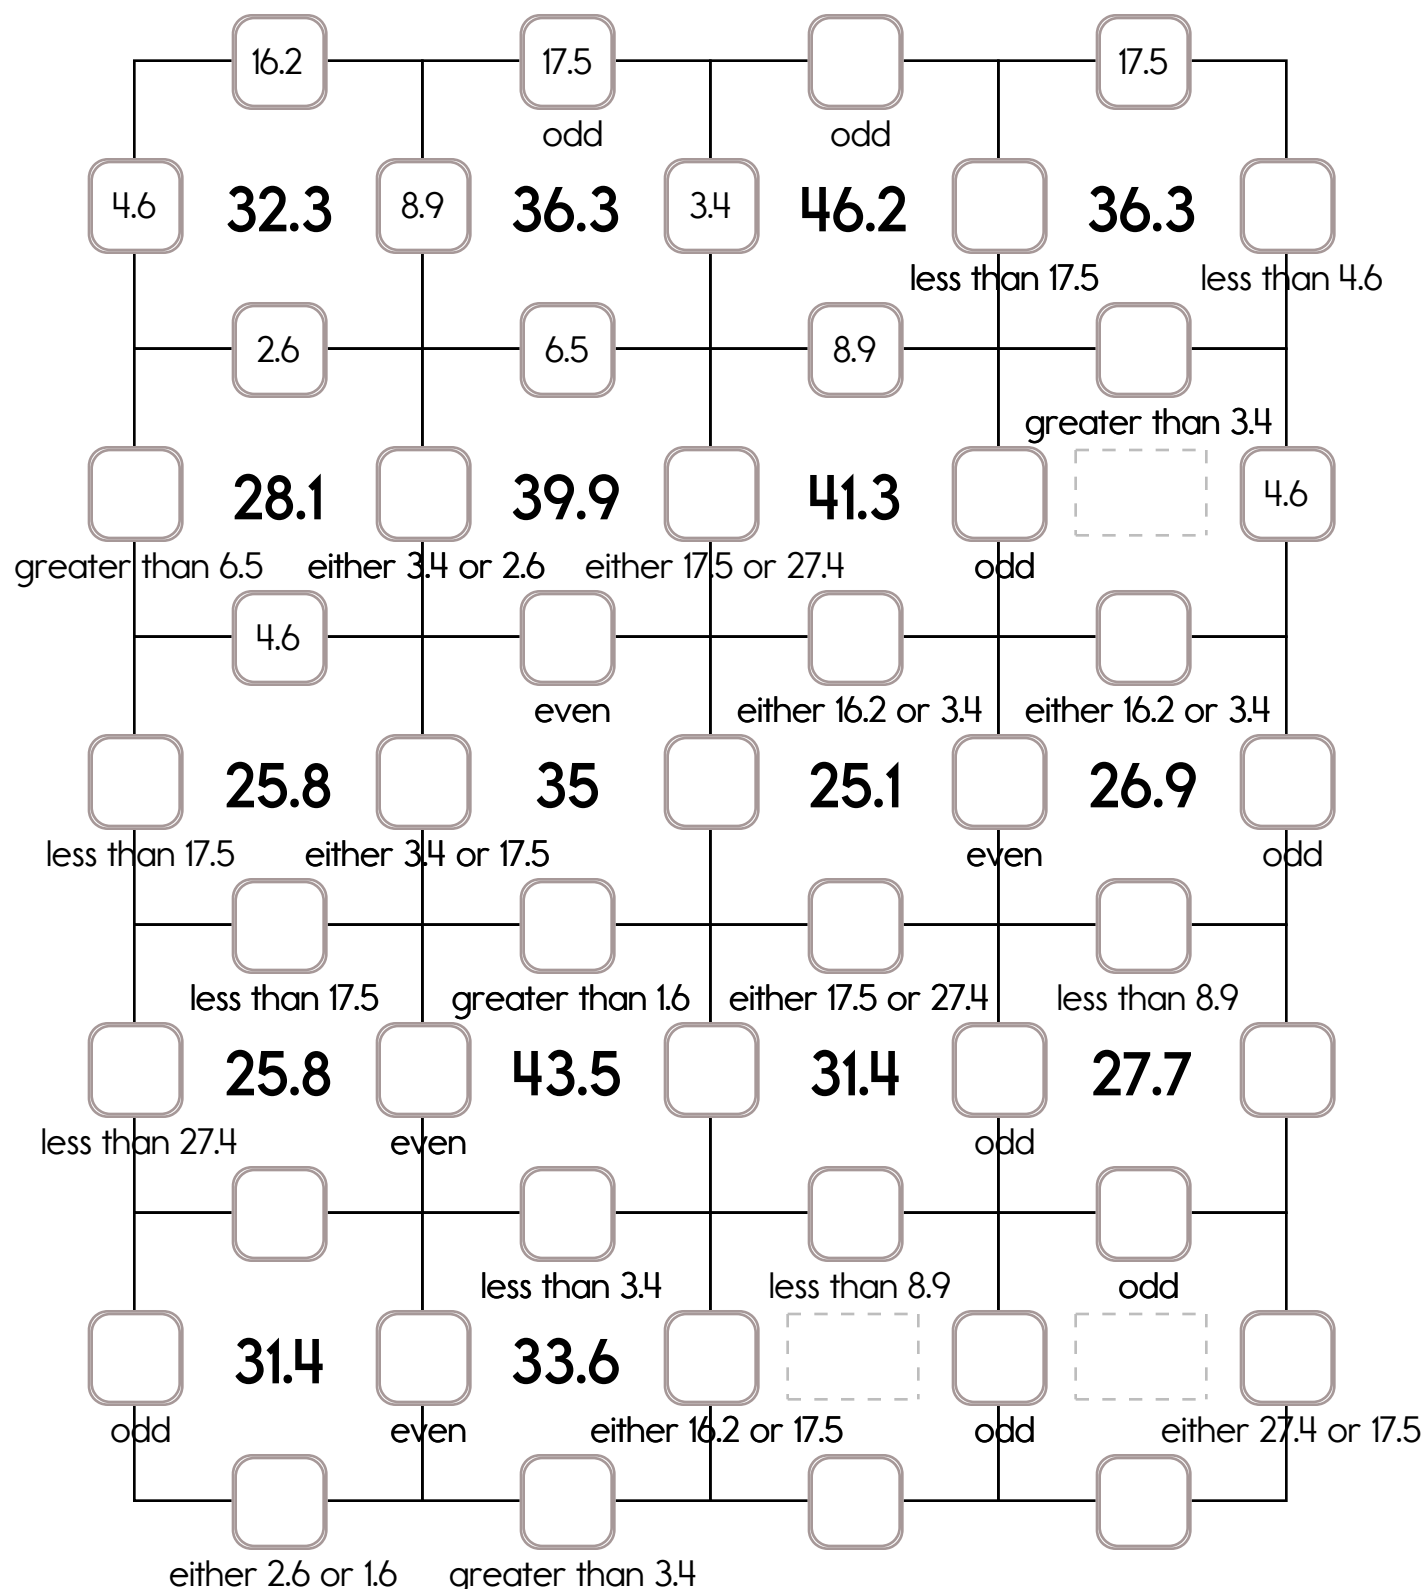 16.2 17.5 17.5
odd odd
4.6 32.3 8.9 36.3 3.4 46.2 36.3
less than 17.5 less than 4.6
2.6 6.5 8.9
greater than 3.4
28.1 39.9 41.3 4.6
greater than 6.5 either 3.4 or 2.6 either 17.5 or 27.4 odd
4.6
even either 16.2 or 3.4 either 16.2 or 3.4
25.8 35 25.1 26.9
less than 17.5 either 3.4 or 17.5 even odd
less than 17.5 greater than 1.6 either 17.5 or 27.4 less than 8.9
25.8 43.5 31.4 27.7
less than 27.4 even odd
less than 3.4 less than 8.9 odd
31.4 33.6
odd even either 16.2 or 17.5 odd either 27.4 or 17.5
either 2.6 or 1.6 greater than 3.4